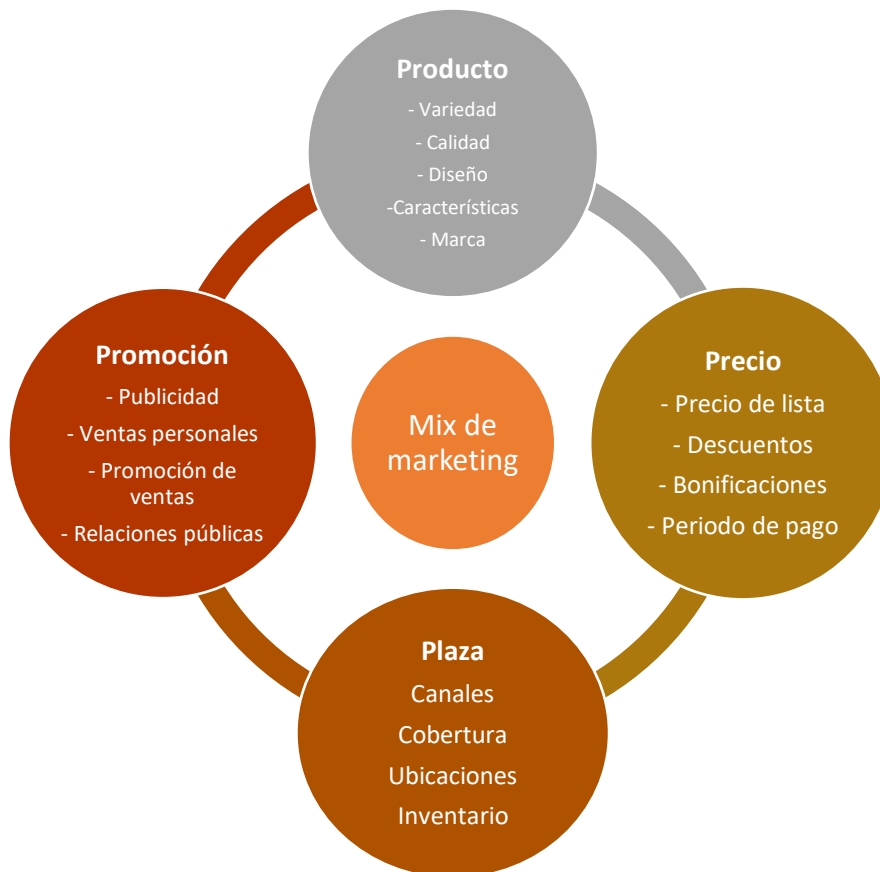 Producto
- Variedad
- Calidad
- Diseño
-Características
- Marca
Promoción
- Publicidad
- Ventas personales
- Promoción de
ventas
- Relaciones públicas
Mix de
marketing
Precio
- Precio de lista
- Descuentos
- Bonificaciones
- Periodo de pago
Plaza
Canales
Cobertura
Ubicaciones
Inventario